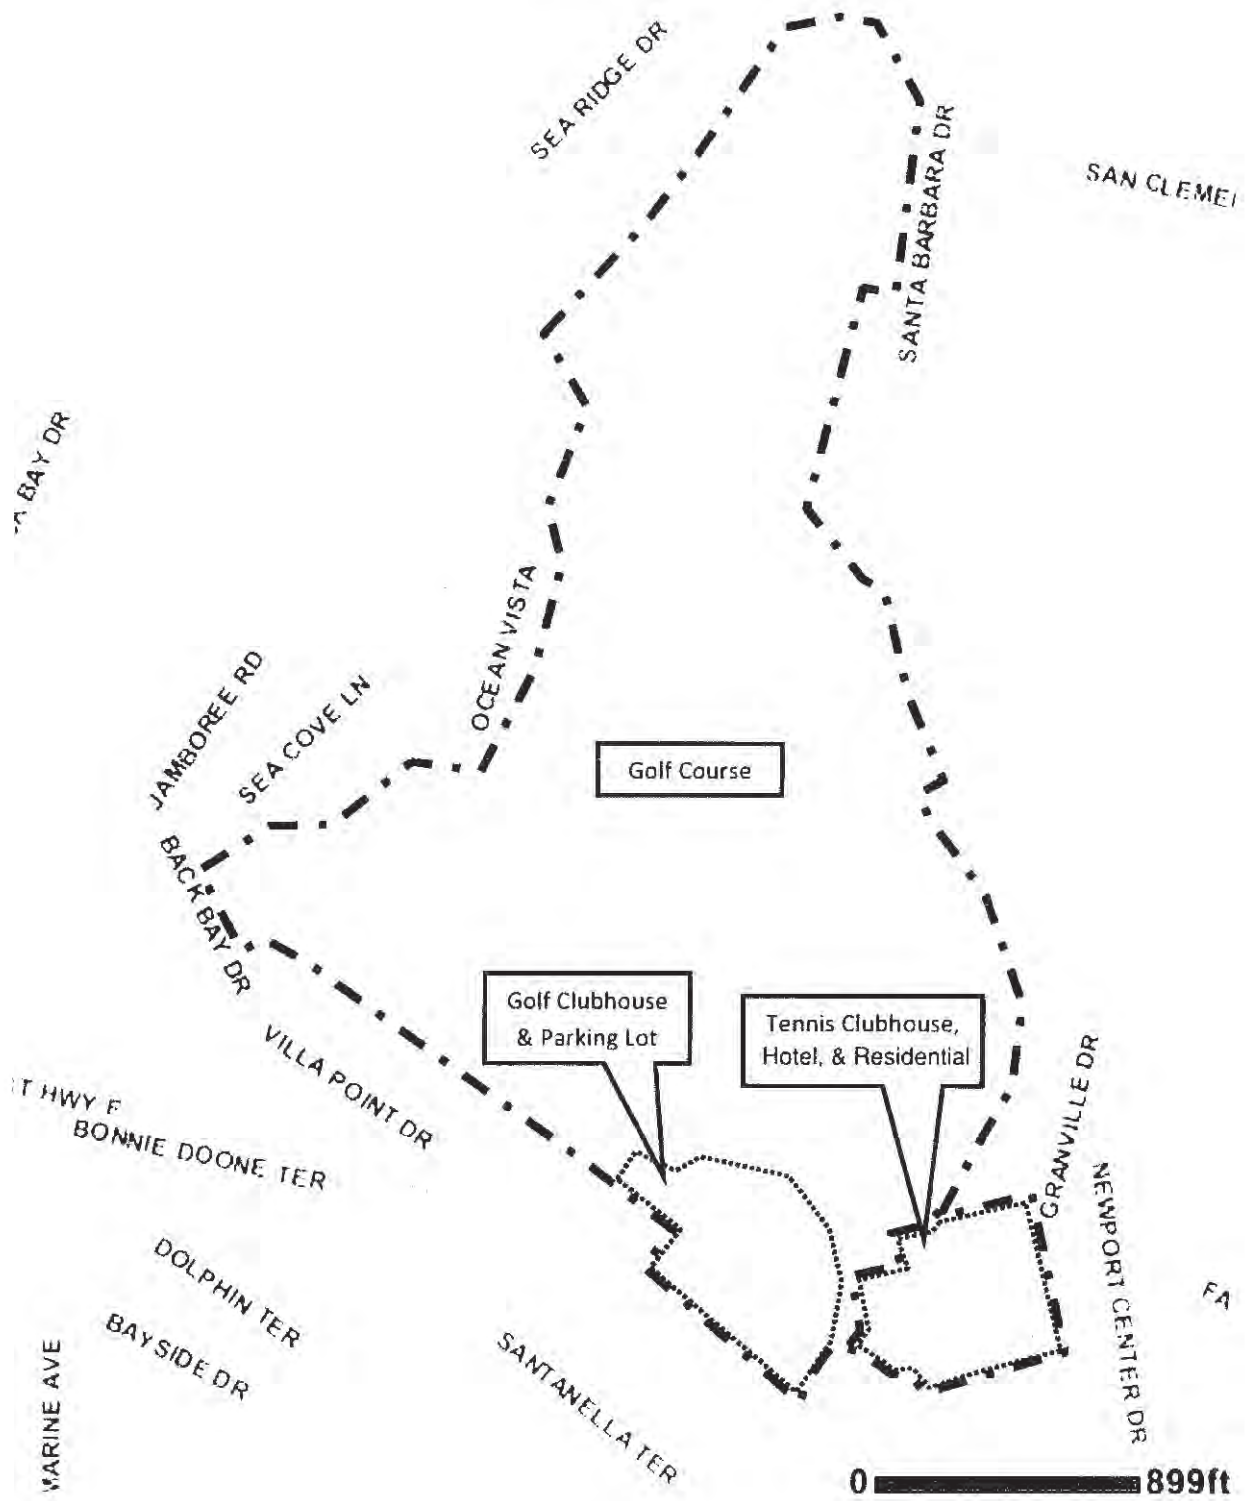 SEA RIDGE DR
SANTA BARBARA DR
SAN CLEME
BAY DR
OCEAN VISTA
JAMBOREE RD
SEA COVE LN
Golf Course
BACK BAY DR
Golf Clubhouse
& Parking Lot
Tennis Clubhouse,
Hotel, & Residential
VILLA POINT DR
GRANVILLE DR
T HWY E
BONNIE DOONE TER
NEWPORT CENTER DR
DOLPHIN TER
FA
BAYSIDE DR
SANTANELLA TER
MARINE AVE
0 899ft